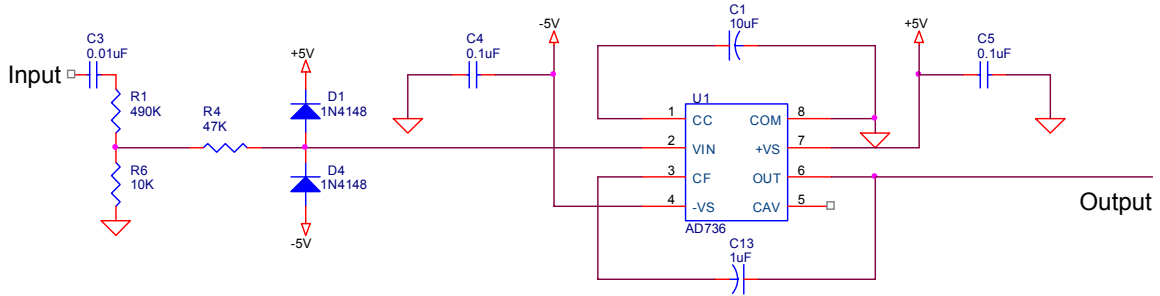 C3
0.01uF
Input
R1
490K
R6
10K
R4
47K
+5V
D1
1N4148
D4
1N4148
-5V
C4
0.1uF
-5V
C1
10uF
+5V
C5
0.1uF
U1
1 CC COM 8
2 VIN +VS 7
3 CF OUT 6
4 -VS CAV 5
AD736
C13
1uF
Output